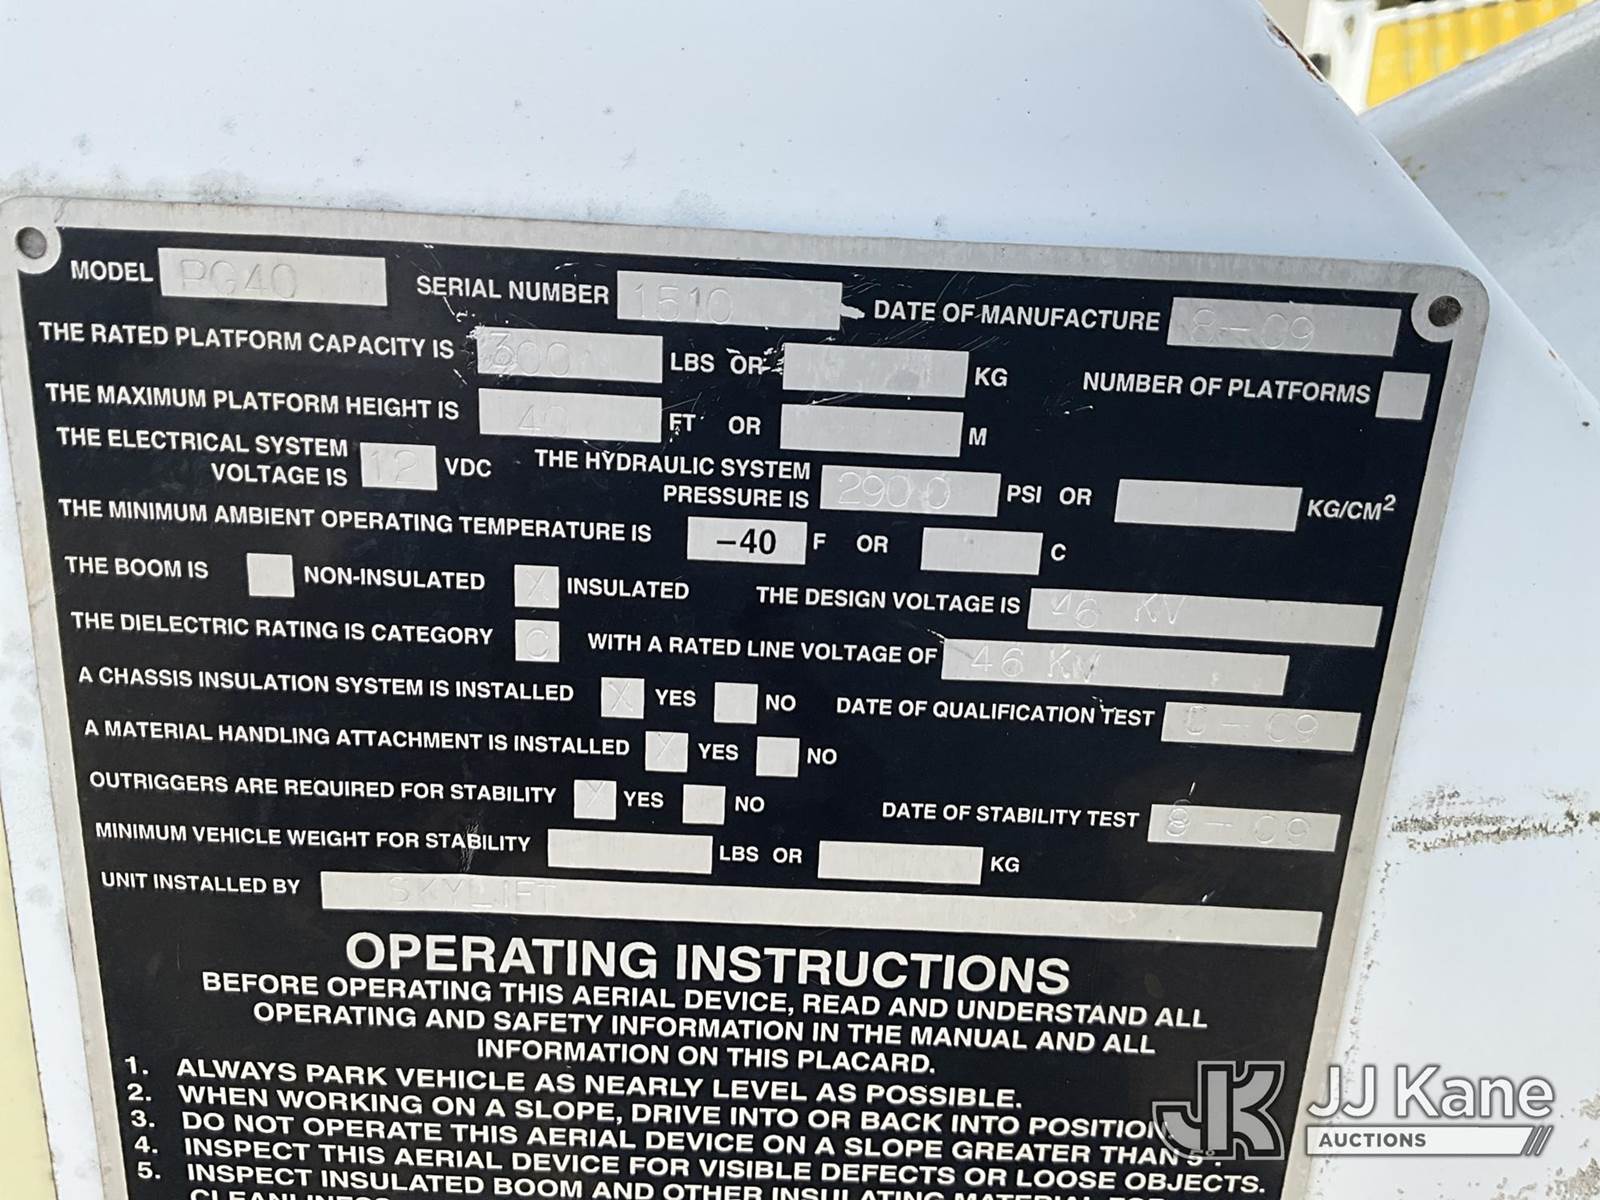 MODEL PG40 SERIAL NUMBER 1510 DATE OF MANUFACTURE 8-09
THE RATED PLATFORM CAPACITY IS 300 LBS OR KG NUMBER OF PLATFORMS
THE MAXIMUM PLATFORM HEIGHT IS 40 FT OR M
THE ELECTRICAL SYSTEM
VOLTAGE IS 12 VDC
THE HYDRAULIC SYSTEM
PRESSURE IS 2900 PSI OR KG/CM²
THE MINIMUM AMBIENT OPERATING TEMPERATURE IS -40 F OR C
THE BOOM IS NON-INSULATED X INSULATED THE DESIGN VOLTAGE IS 46 KV
THE DIELECTRIC RATING IS CATEGORY C WITH A RATED LINE VOLTAGE OF 46 KV
A CHASSIS INSULATION SYSTEM IS INSTALLED X YES NO DATE OF QUALIFICATION TEST -09
A MATERIAL HANDLING ATTACHMENT IS INSTALLED X YES NO
OUTRIGGERS ARE REQUIRED FOR STABILITY X YES NO DATE OF STABILITY TEST 8-09
MINIMUM VEHICLE WEIGHT FOR STABILITY LBS OR KG
UNIT INSTALLED BY SKYLIFT
OPERATING INSTRUCTIONS
BEFORE OPERATING THIS AERIAL DEVICE, READ AND UNDERSTAND ALL
OPERATING AND SAFETY INFORMATION IN THE MANUAL AND ALL
INFORMATION ON THIS PLACARD.
1. ALWAYS PARK VEHICLE AS NEARLY LEVEL AS POSSIBLE.
2. WHEN WORKING ON A SLOPE, DRIVE INTO OR BACK INTO POSITION.
3. DO NOT OPERATE THIS AERIAL DEVICE ON A SLOPE GREATER THAN 5°.
4. INSPECT THIS AERIAL DEVICE FOR VISIBLE DEFECTS OR LOOSE OBJECTS.
5. INSPECT INSULATED BOOM AND OTHER INSULATING MATERIAL FOR
CLEANLINESS
JK JJ Kane
AUCTIONS